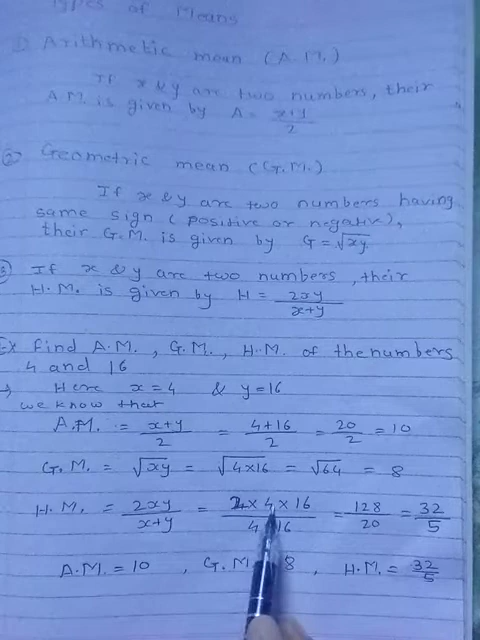 Types of Means
① Arithmetic mean (A.M.)
If x & y are two numbers, their
A.M. is given by A = x+y/2
② Geometric mean (G.M.)
If x & y are two numbers having
same sign (positive or negative),
their G.M. is given by G = √xy.
③ If x & y are two numbers, their
H.M. is given by H = 2xy/x+y
Ex Find A.M., G.M., H.M. of the numbers
4 and 16
→ Here x = 4 & y = 16
we know that
A.M. = x+y/2 = 4+16/2 = 20/2 = 10
G.M. = √xy = √4×16 = √64 = 8
H.M. = 2xy/x+y = 2×4×16/4 16 = 128/20 = 32/5
A.M. = 10 , G.M. 8 , H.M. = 32/5